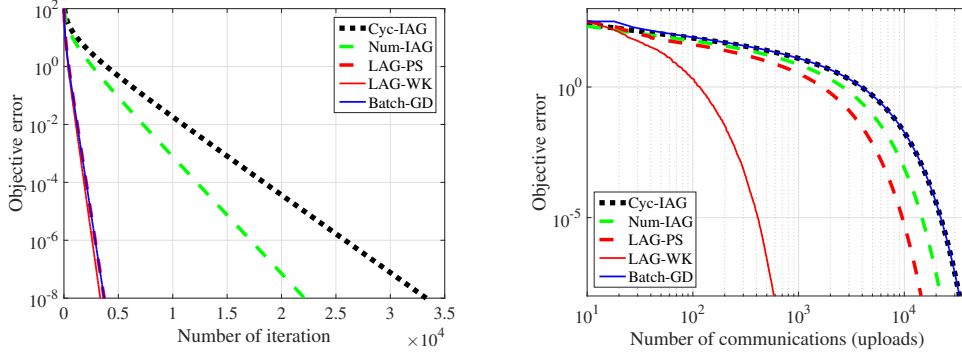 10^2
10^0
10^-2
10^-4
10^-6
10^-8
Objective error
0 0.5 1 1.5 2 2.5 3 3.5
×10^4
Number of iteration
Cyc-IAG
Num-IAG
LAG-PS
LAG-WK
Batch-GD
10^0
10^-5
Objective error
10^1 10^2 10^3 10^4
Number of communications (uploads)
Cyc-IAG
Num-IAG
LAG-PS
LAG-WK
Batch-GD